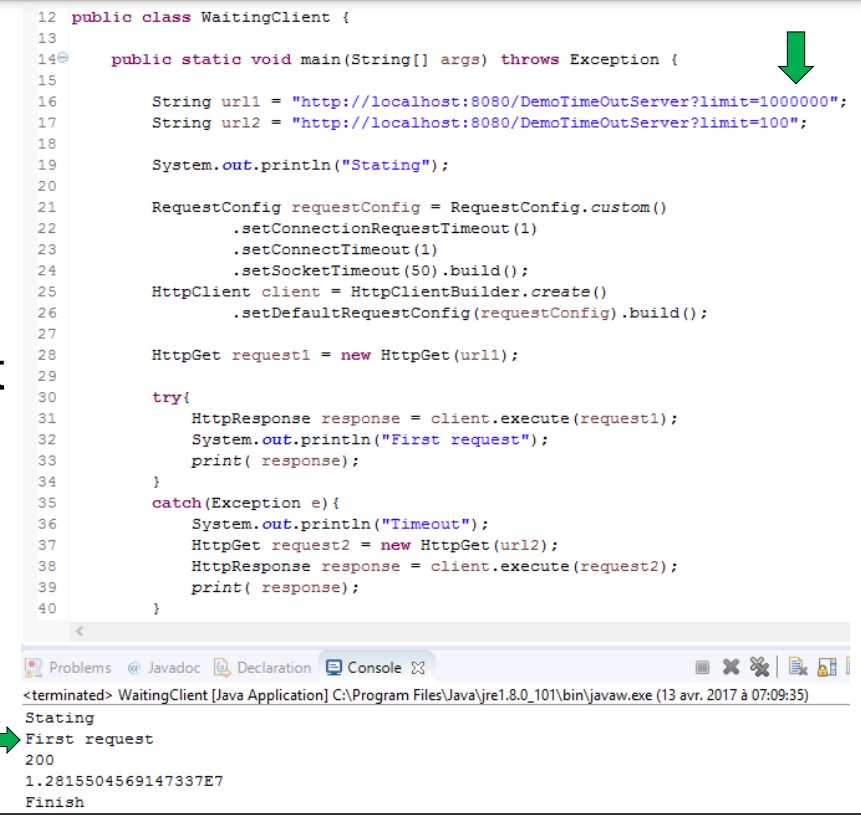 12 public class WaitingClient {
13
14 public static void main(String[] args) throws Exception {
15
16 String url1 = "http://localhost:8080/DemoTimeOutServer?limit=1000000";
17 String url2 = "http://localhost:8080/DemoTimeOutServer?limit=100";
18
19 System.out.println("Stating");
20
21 RequestConfig requestConfig = RequestConfig.custom()
22 .setConnectionRequestTimeout(1)
23 .setConnectTimeout(1)
24 .setSocketTimeout(50).build();
25 HttpClient client = HttpClientBuilder.create()
26 .setDefaultRequestConfig(requestConfig).build();
27
28 HttpGet request1 = new HttpGet(url1);
29
30 try{
31 HttpResponse response = client.execute(request1);
32 System.out.println("First request");
33 print( response);
34 }
35 catch(Exception e){
36 System.out.println("Timeout");
37 HttpGet request2 = new HttpGet(url2);
38 HttpResponse response = client.execute(request2);
39 print( response);
40 }
Problems @ Javadoc Declaration Console
<terminated> WaitingClient [Java Application] C:\Program Files\Java\jre1.8.0_101\bin\javaw.exe (13 avr. 2017 à 07:09:35)
Stating
First request
200
1.2815504569147337E7
Finish